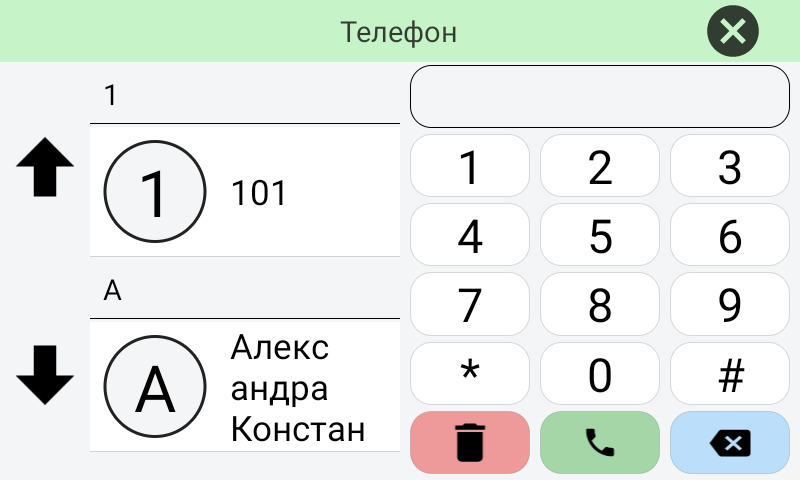 Телефон
1
1
101
А
А
Алекс
андра
Констан
1 2 3
4 5 6
7 8 9
* 0 #